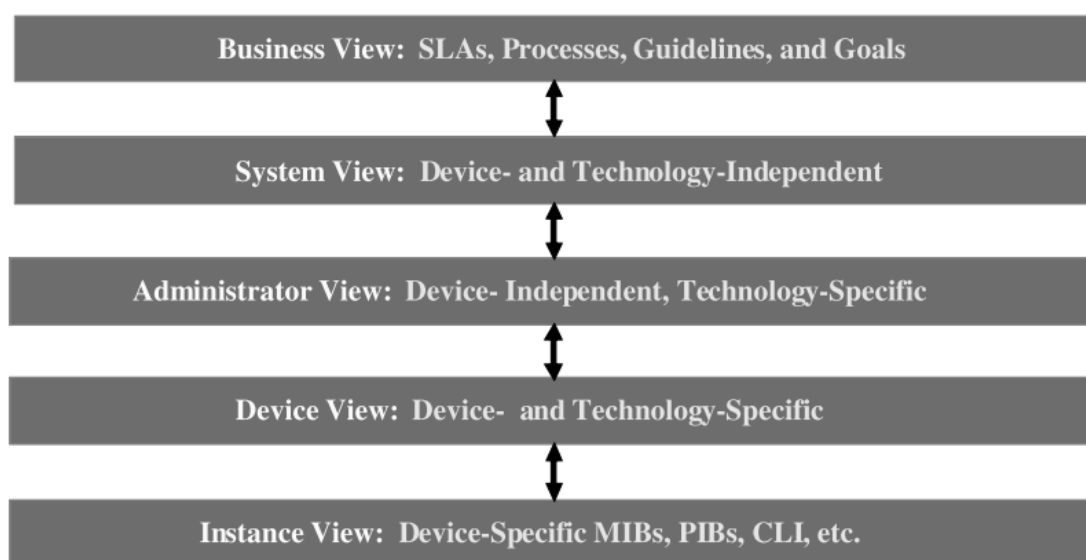 Business View: SLAs, Processes, Guidelines, and Goals
System View: Device- and Technology-Independent
Administrator View: Device- Independent, Technology-Specific
Device View: Device- and Technology-Specific
Instance View: Device-Specific MIBs, PIBs, CLI, etc.